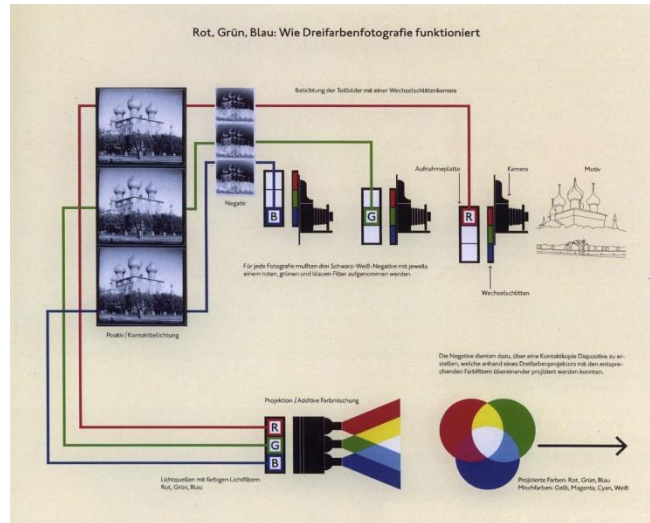 Rot, Grün, Blau: Wie Dreifarbenfotografie funktioniert
Belichtung der Teilbilder mit einer Wechselschlittenkamera
Aufnahmeplatte
Kamera
Motiv
Negativ
B
G
R
Für jede Fotografie mußten drei Schwarz-Weiß-Negative mit jeweils
einem roten, grünen und blauen Filter aufgenommen werden.
Wechselschlitten
Positiv / Kontaktbelichtung
Die Negative dienten dazu, über eine Kontaktkopie Diapositive zu er-
stellen, welche anhand eines Dreifarbenprojektors mit den entspre-
chenden Farbfiltern übereinander projiziert werden konnten.
Projektion / Additive Farbmischung
R
G
B
Lichtquellen mit farbigen Lichtfiltern:
Rot, Grün, Blau
Projizierte Farben: Rot, Grün, Blau
Mischfarben: Gelb, Magenta, Cyan, Weiß